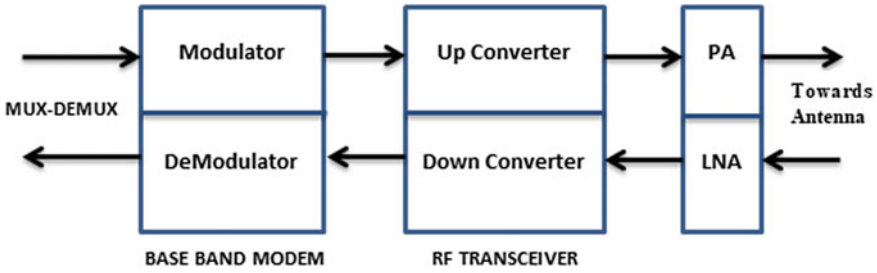 Modulator
Up Converter
PA
Towards
Antenna
MUX-DEMUX
DeModulator
Down Converter
LNA
BASE BAND MODEM
RF TRANSCEIVER